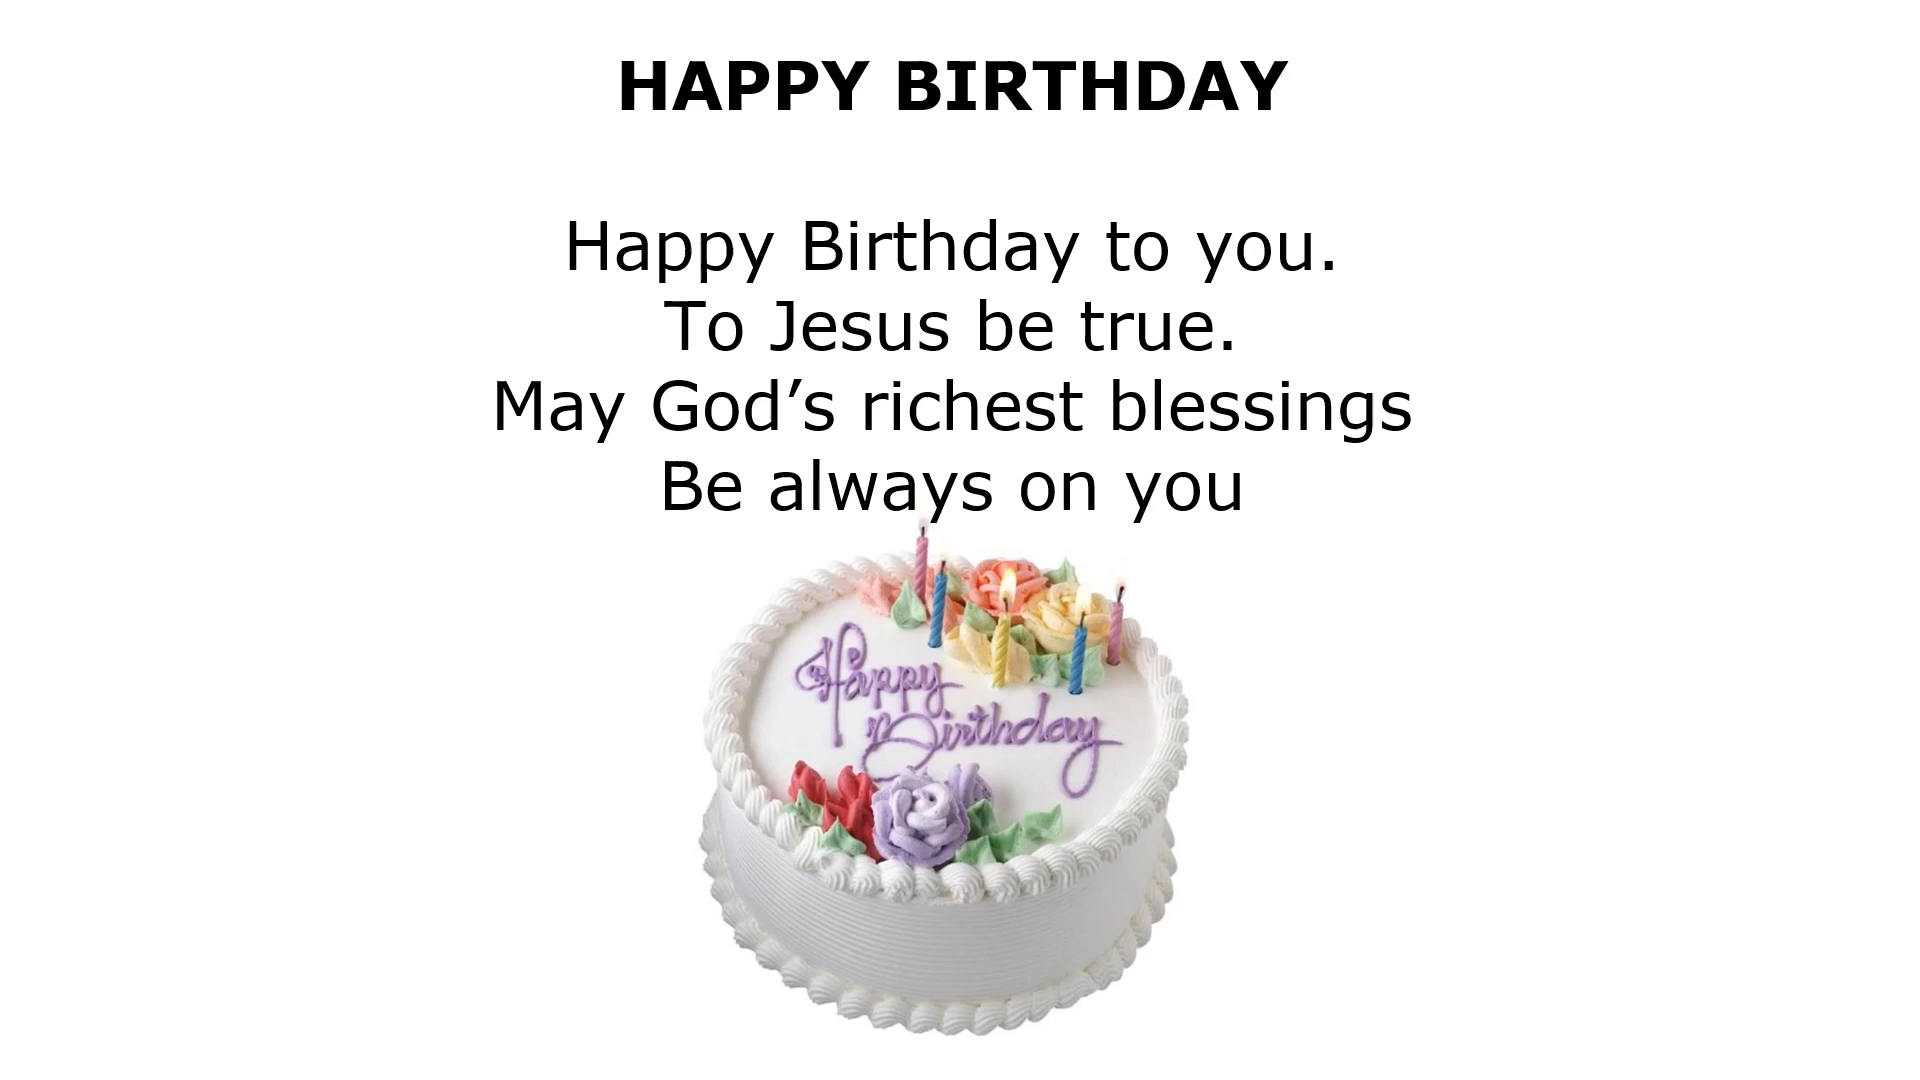 HAPPY BIRTHDAY
Happy Birthday to you.
To Jesus be true.
May God’s richest blessings
Be always on you
Happy
Birthday